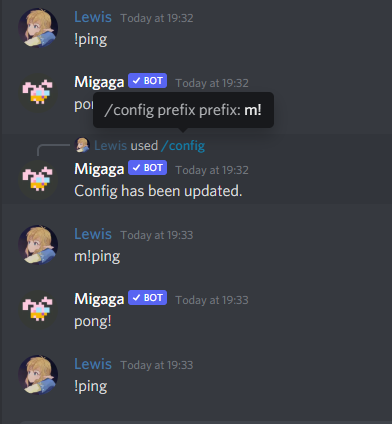 Lewis Today at 19:32
!ping
Migaga BOT Today at 19:32
/config prefix prefix: m!
Lewis used /config
Migaga BOT Today at 19:32
Config has been updated.
Lewis Today at 19:33
m!ping
Migaga BOT Today at 19:33
pong!
Lewis Today at 19:33
!ping